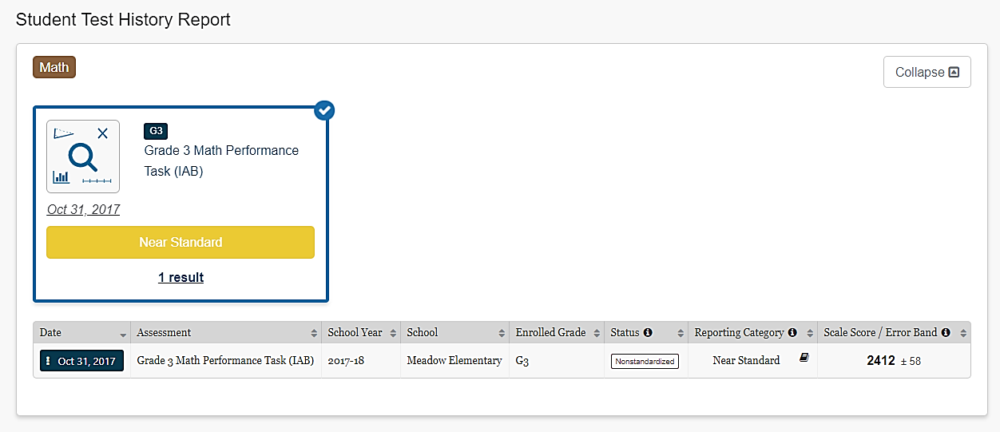 Student Test History Report
Math
Collapse
G3
Grade 3 Math Performance
Task (IAB)
Oct 31, 2017
Near Standard
1 result
Date Assessment School Year School Enrolled Grade Status Reporting Category Scale Score / Error Band
Oct 31, 2017 Grade 3 Math Performance Task (IAB) 2017-18 Meadow Elementary G3 Nonstandardized Near Standard 2412 ± 58